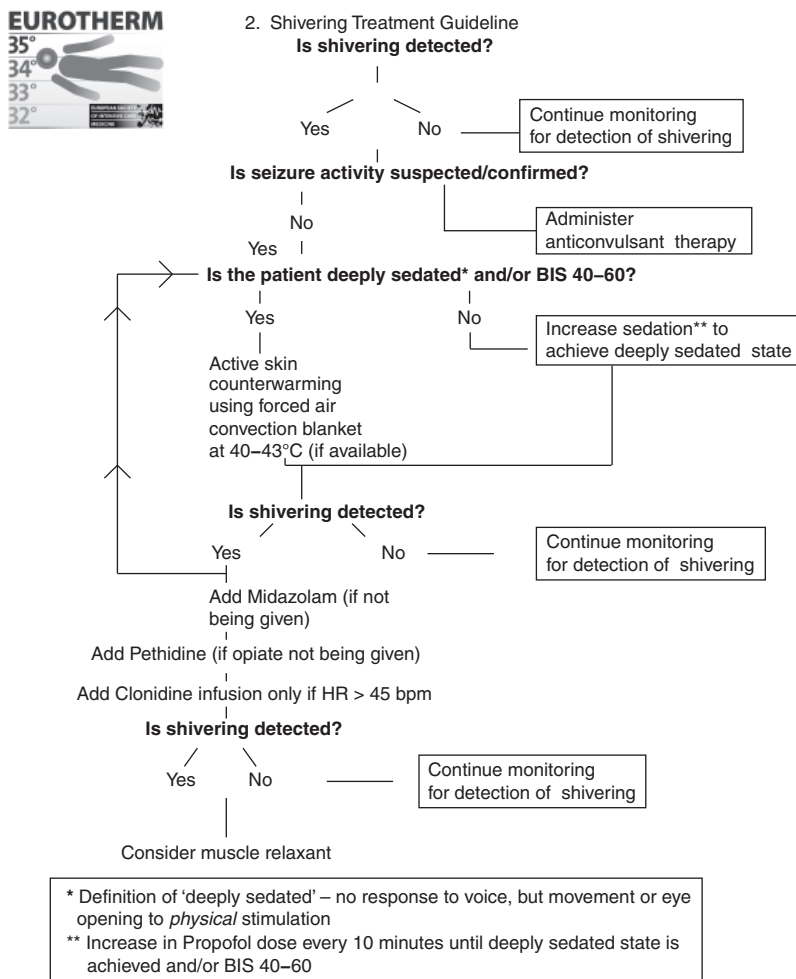 EUROTHERM
35°
34°
33°
32°
EUROPEAN SOCIETY
OF INTENSIVE CARE
MEDICINE
2. Shivering Treatment Guideline
Is shivering detected?
Yes
No
Continue monitoring
for detection of shivering
Is seizure activity suspected/confirmed?
No
Yes
Administer
anticonvulsant therapy
Is the patient deeply sedated* and/or BIS 40–60?
Yes
No
Increase sedation** to
achieve deeply sedated state
Active skin
counterwarming
using forced air
convection blanket
at 40–43°C (if available)
Is shivering detected?
Yes
No
Continue monitoring
for detection of shivering
Add Midazolam (if not
being given)
Add Pethidine (if opiate not being given)
Add Clonidine infusion only if HR > 45 bpm
Is shivering detected?
Yes
No
Continue monitoring
for detection of shivering
Consider muscle relaxant
* Definition of 'deeply sedated' – no response to voice, but movement or eye
opening to physical stimulation
** Increase in Propofol dose every 10 minutes until deeply sedated state is
achieved and/or BIS 40–60